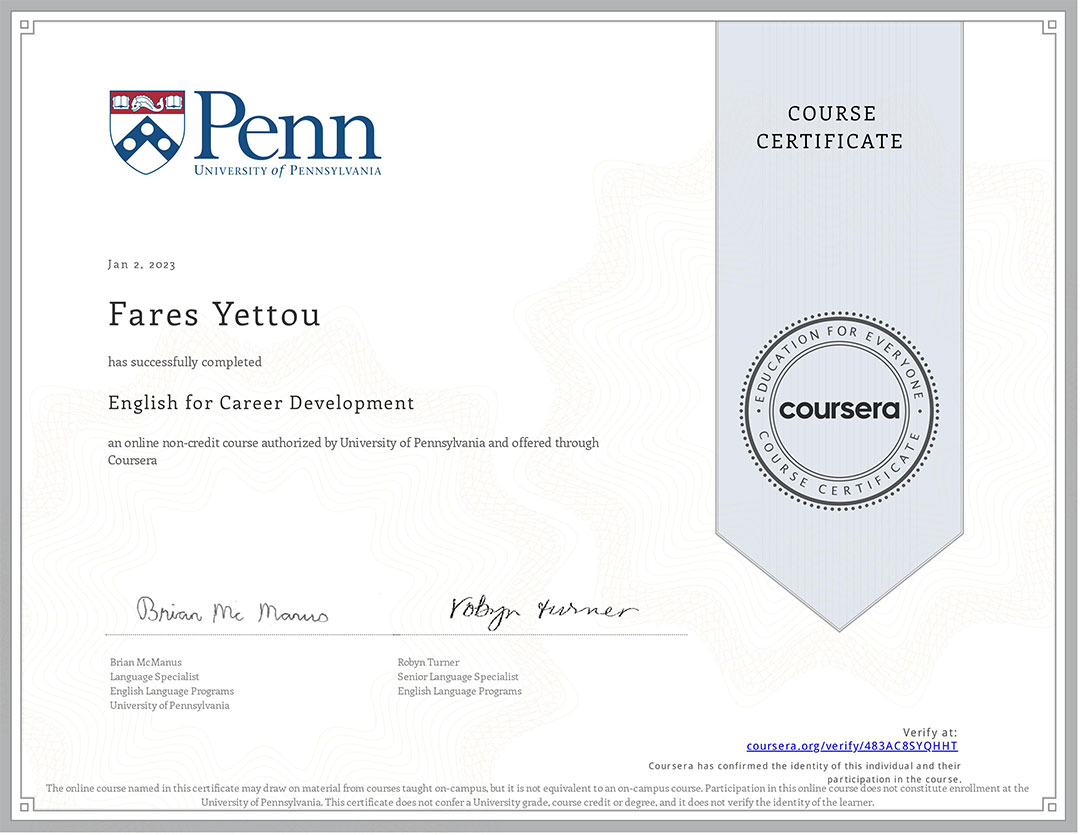 Penn
UNIVERSITY of PENNSYLVANIA
COURSE
CERTIFICATE
Jan 2, 2023
Fares Yettou
has successfully completed
English for Career Development
an online non-credit course authorized by University of Pennsylvania and offered through
Coursera
EDUCATION FOR EVERYONE
coursera
COURSE CERTIFICATE
Brian Mc Manus
Robyn turner
Brian McManus
Language Specialist
English Language Programs
University of Pennsylvania
Robyn Turner
Senior Language Specialist
English Language Programs
Verify at:
coursera.org/verify/483AC8SYQHHT
Coursera has confirmed the identity of this individual and their
participation in the course.
The online course named in this certificate may draw on material from courses taught on-campus, but it is not equivalent to an on-campus course. Participation in this online course does not constitute enrollment at the
University of Pennsylvania. This certificate does not confer a University grade, course credit or degree, and it does not verify the identity of the learner.